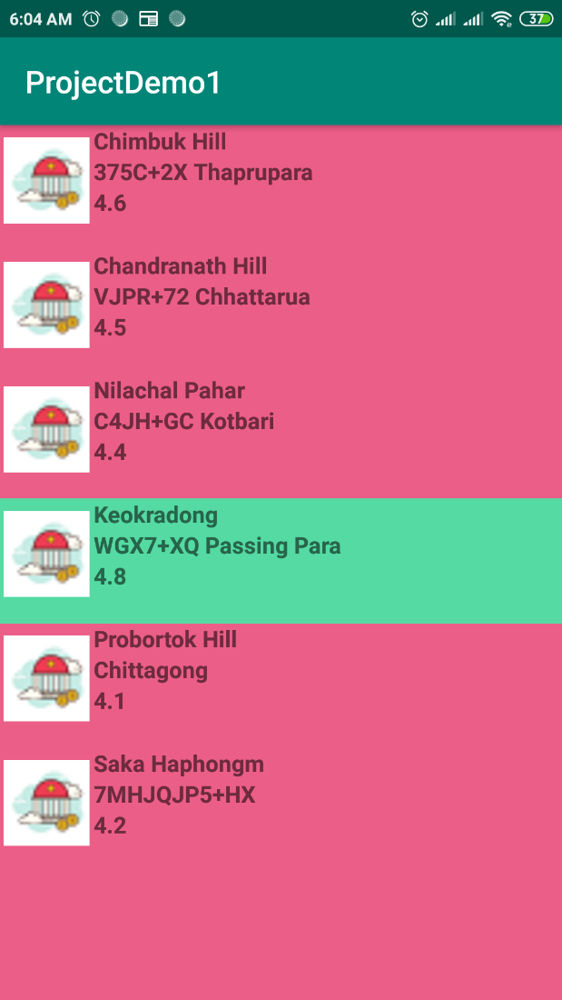 6:04 AM
37
ProjectDemo1
Chimbuk Hill
375C+2X Thaprupara
4.6
Chandranath Hill
VJPR+72 Chhattarua
4.5
Nilachal Pahar
C4JH+GC Kotbari
4.4
Keokradong
WGX7+XQ Passing Para
4.8
Probortok Hill
Chittagong
4.1
Saka Haphongm
7MHJQJP5+HX
4.2